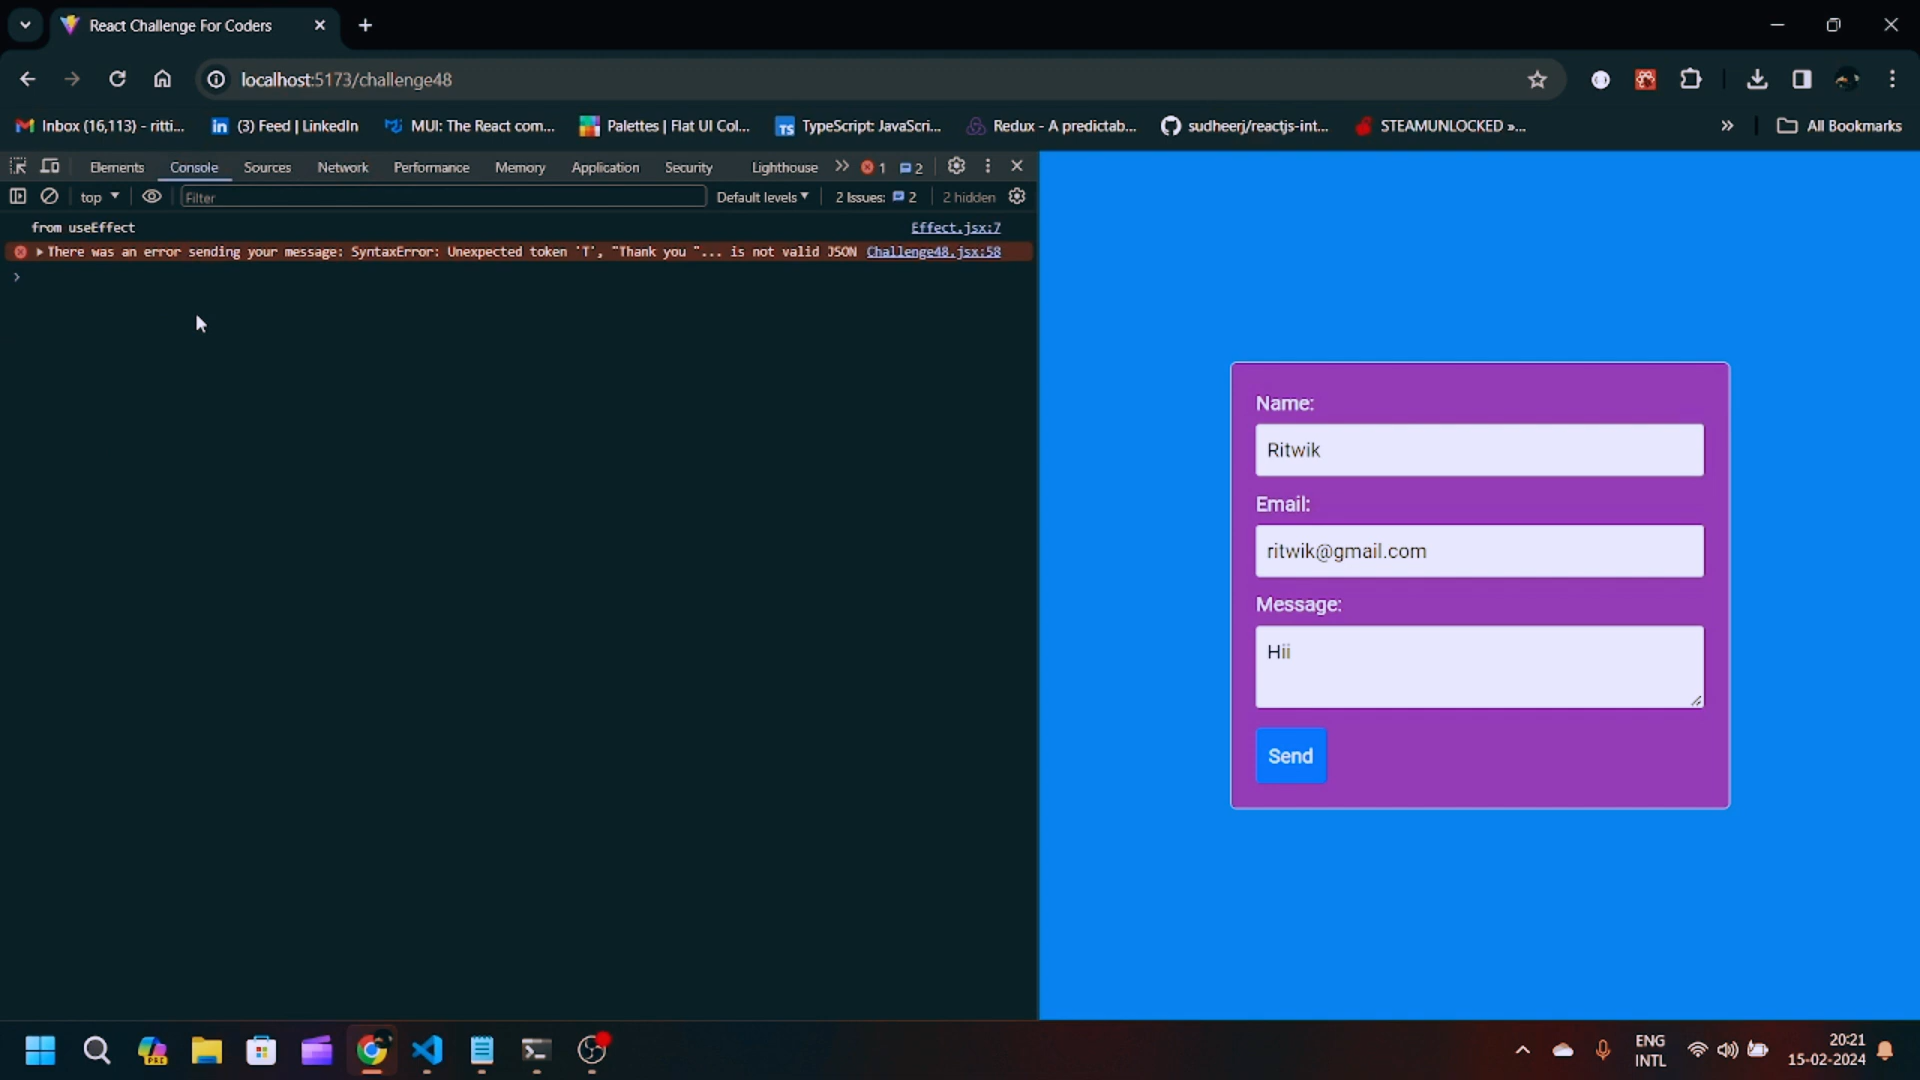 React Challenge For Coders
localhost:5173/challenge48
Inbox (16,113) - ritti...
in (3) Feed | LinkedIn
MUI: The React com...
Palettes | Flat UI Col...
TS TypeScript: JavaScri...
Redux - A predictab...
sudheerj/reactjs-int...
STEAMUNLOCKED »...
All Bookmarks
Elements Console Sources Network Performance Memory Application Security Lighthouse 1 2
top Filter Default levels 2 Issues: 2 2 hidden
from useEffect Effect.jsx:7
There was an error sending your message: SyntaxError: Unexpected token 'T', "Thank you "... is not valid JSON Challenge48.jsx:58
Name:
Ritwik
Email:
ritwik@gmail.com
Message:
Hii
Send
PRE
ENG
INTL
20:21
15-02-2024